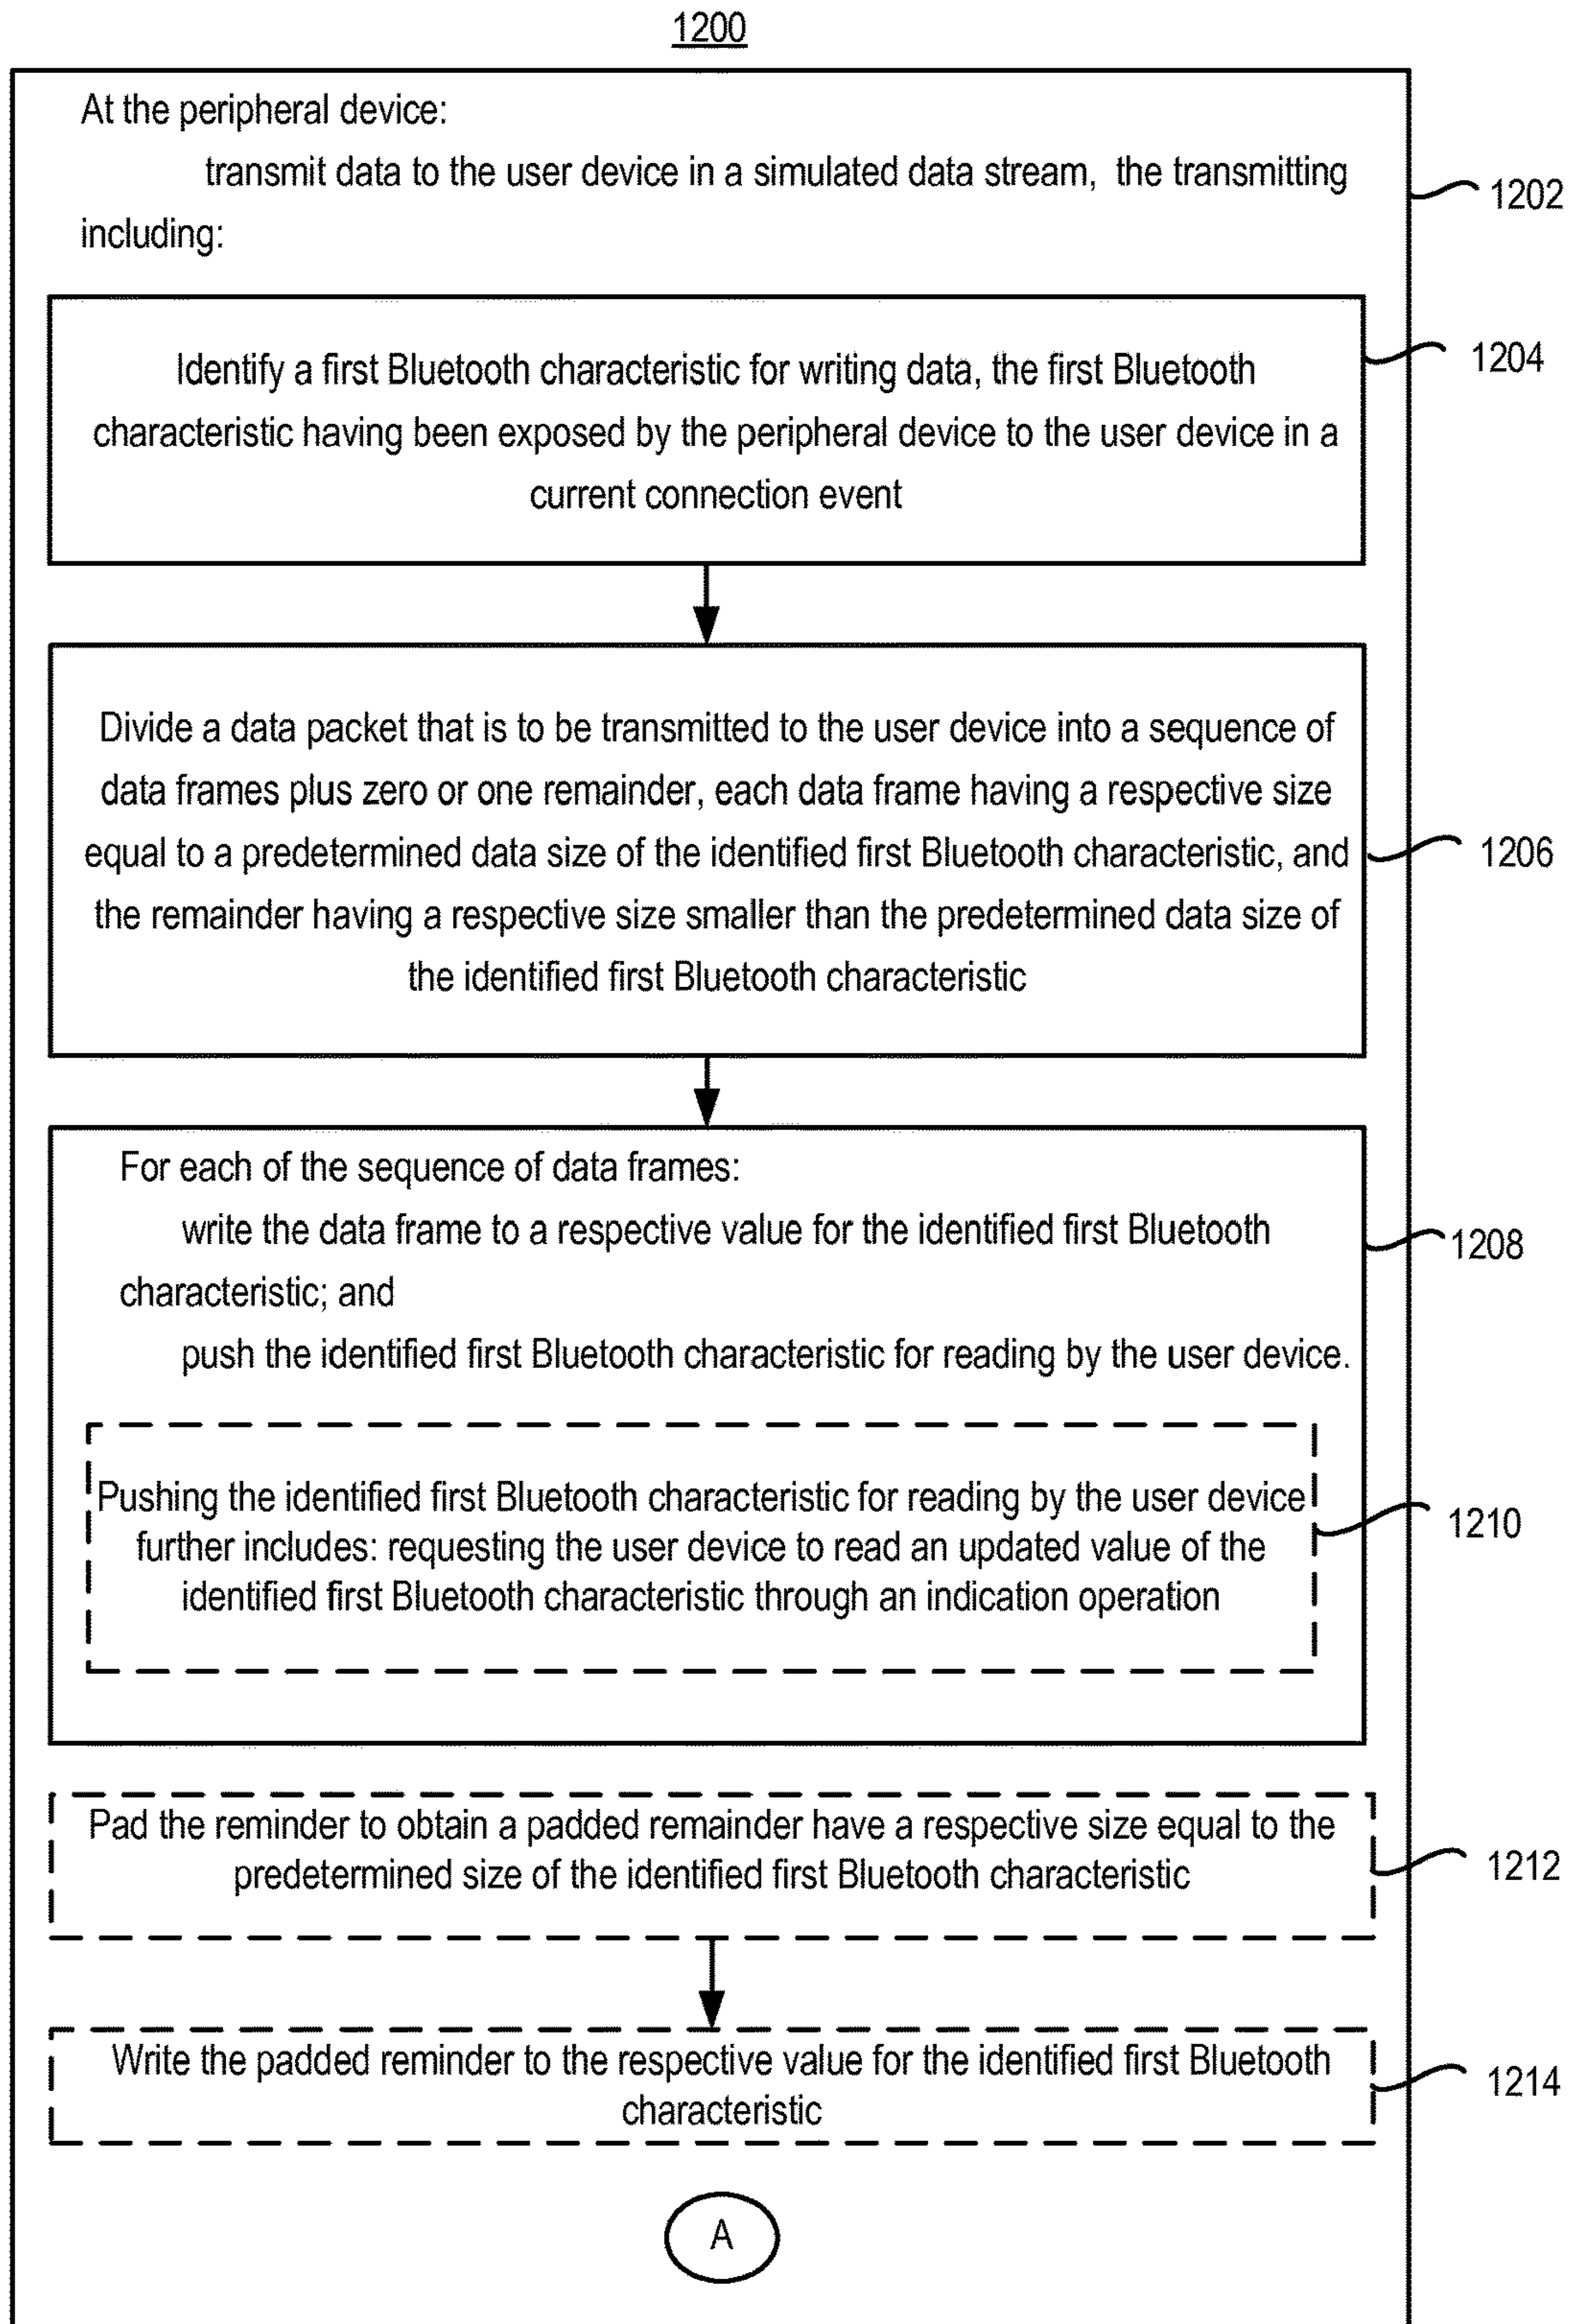 1200
At the peripheral device:
transmit data to the user device in a simulated data stream, the transmitting
including:
1202
Identify a first Bluetooth characteristic for writing data, the first Bluetooth
characteristic having been exposed by the peripheral device to the user device in a
current connection event
1204
Divide a data packet that is to be transmitted to the user device into a sequence of
data frames plus zero or one remainder, each data frame having a respective size
equal to a predetermined data size of the identified first Bluetooth characteristic, and
the remainder having a respective size smaller than the predetermined data size of
the identified first Bluetooth characteristic
1206
For each of the sequence of data frames:
write the data frame to a respective value for the identified first Bluetooth
characteristic; and
push the identified first Bluetooth characteristic for reading by the user device.
1208
Pushing the identified first Bluetooth characteristic for reading by the user device
further includes: requesting the user device to read an updated value of the
identified first Bluetooth characteristic through an indication operation
1210
Pad the reminder to obtain a padded remainder have a respective size equal to the
predetermined size of the identified first Bluetooth characteristic
1212
Write the padded reminder to the respective value for the identified first Bluetooth
characteristic
1214
A